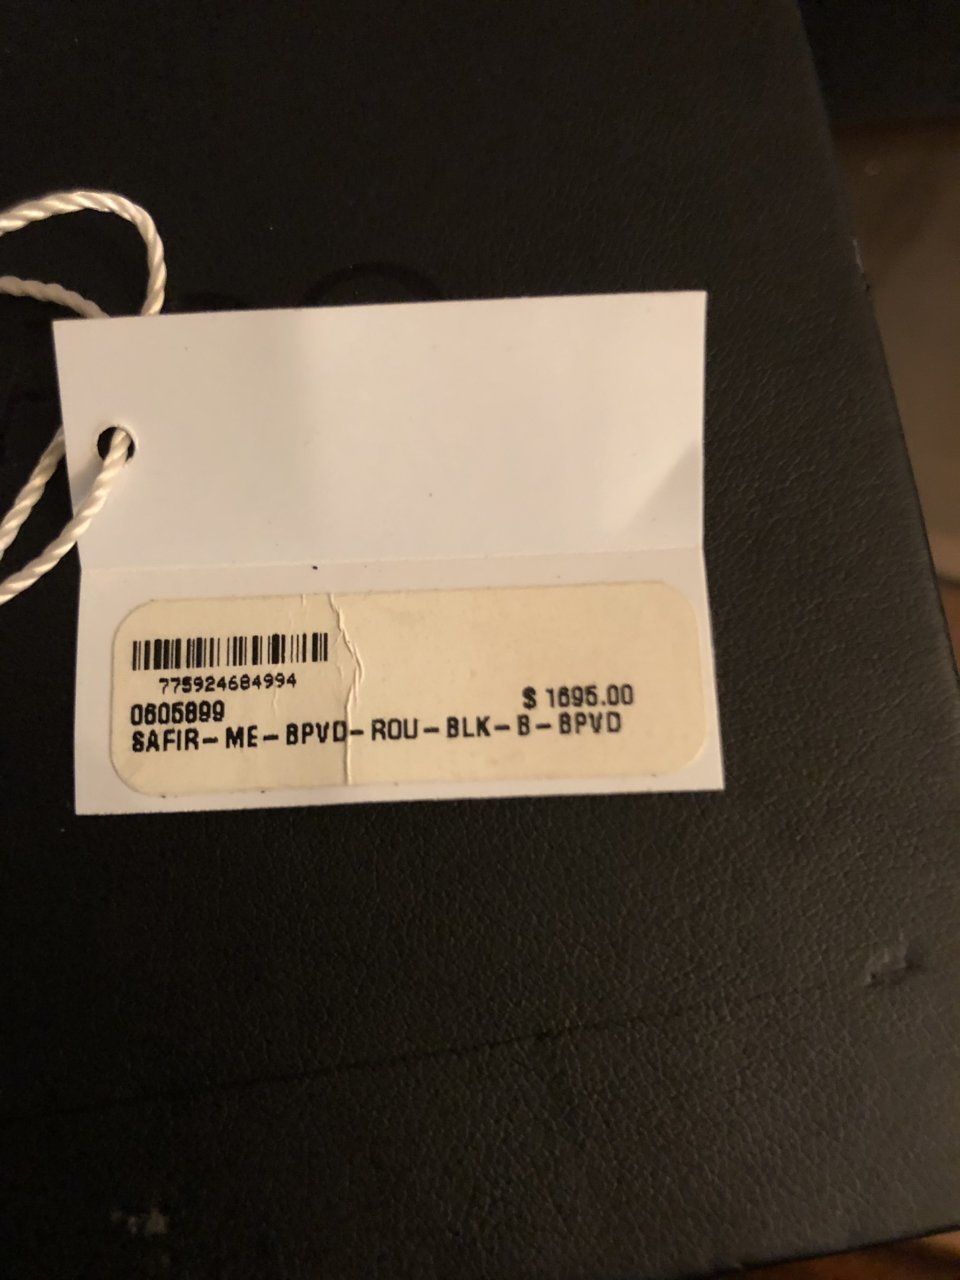 775924684994
0605899
$ 1695.00
SAFIR-ME-BPVD-ROU-BLK-B-BPVD